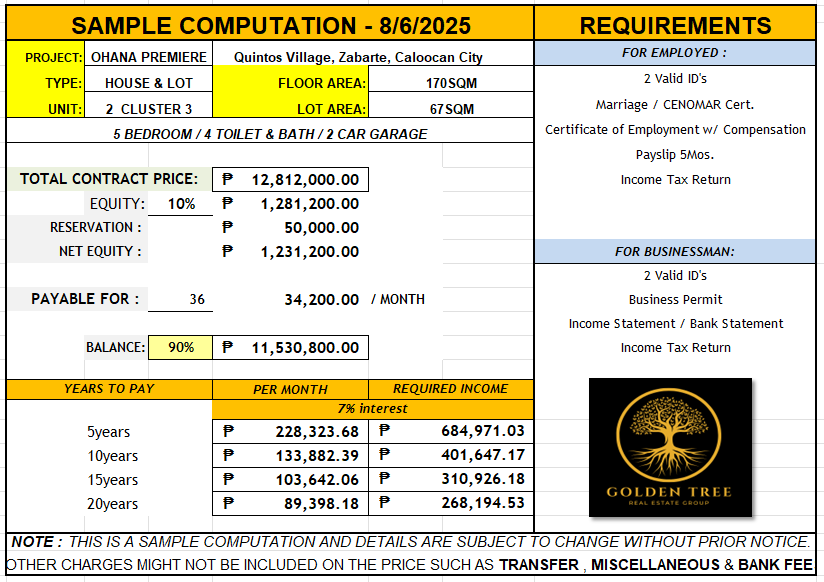 SAMPLE COMPUTATION - 8/6/2025
PROJECT: OHANA PREMIERE Quintos Village, Zabarte, Caloocan City
TYPE: HOUSE & LOT FLOOR AREA: 170SQM
UNIT: 2 CLUSTER 3 LOT AREA: 67SQM
5 BEDROOM / 4 TOILET & BATH / 2 CAR GARAGE
TOTAL CONTRACT PRICE: ₱ 12,812,000.00
EQUITY: 10% ₱ 1,281,200.00
RESERVATION : ₱ 50,000.00
NET EQUITY : ₱ 1,231,200.00
PAYABLE FOR : 36 34,200.00 / MONTH
BALANCE: 90% ₱ 11,530,800.00
YEARS TO PAY PER MONTH REQUIRED INCOME
7% interest
5years ₱ 228,323.68 ₱ 684,971.03
10years ₱ 133,882.39 ₱ 401,647.17
15years ₱ 103,642.06 ₱ 310,926.18
20years ₱ 89,398.18 ₱ 268,194.53
REQUIREMENTS
FOR EMPLOYED :
2 Valid ID's
Marriage / CENOMAR Cert.
Certificate of Employment w/ Compensation
Payslip 5Mos.
Income Tax Return
FOR BUSINESSMAN:
2 Valid ID's
Business Permit
Income Statement / Bank Statement
Income Tax Return
GOLDEN TREE
REAL ESTATE GROUP
NOTE : THIS IS A SAMPLE COMPUTATION AND DETAILS ARE SUBJECT TO CHANGE WITHOUT PRIOR NOTICE.
OTHER CHARGES MIGHT NOT BE INCLUDED ON THE PRICE SUCH AS TRANSFER , MISCELLANEOUS & BANK FEE